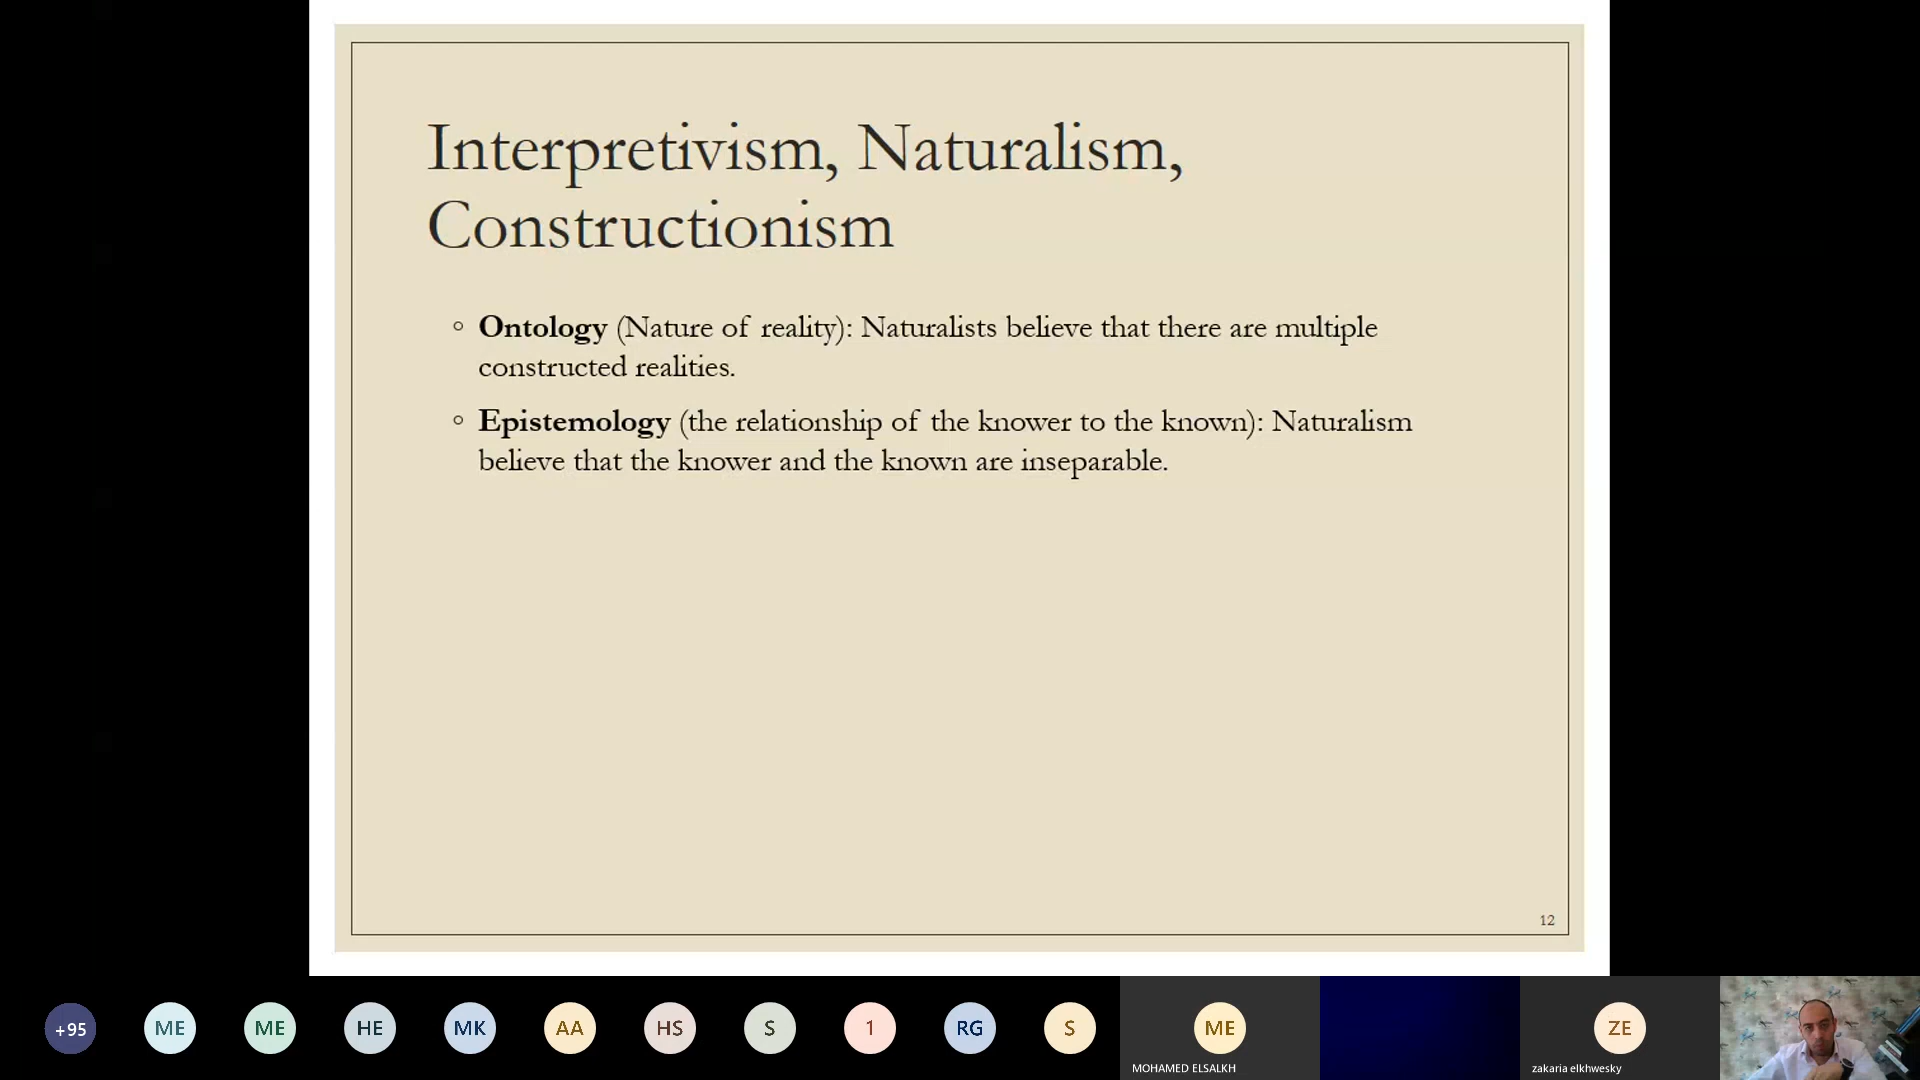 Interpretivism, Naturalism,
Constructionism
Ontology (Nature of reality): Naturalists believe that there are multiple
constructed realities.
Epistemology (the relationship of the knower to the known): Naturalism
believe that the knower and the known are inseparable.
12
+95
ME
ME
HE
MK
AA
HS
S
1
RG
S
ME
MOHAMED ELSALKH
ZE
zakaria elkhwesky